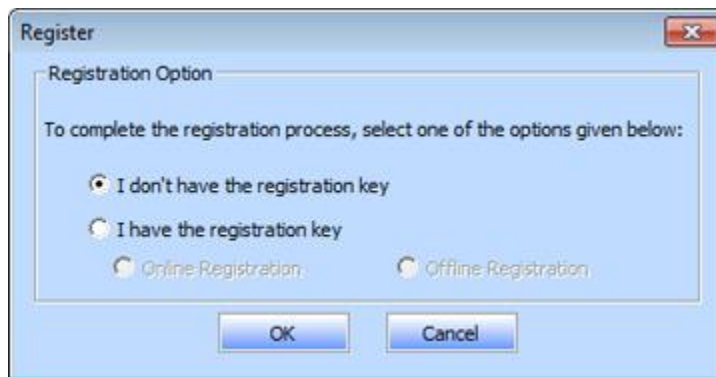 Register
Registration Option
To complete the registration process, select one of the options given below:
I don't have the registration key
I have the registration key
Online Registration Offline Registration
OK Cancel